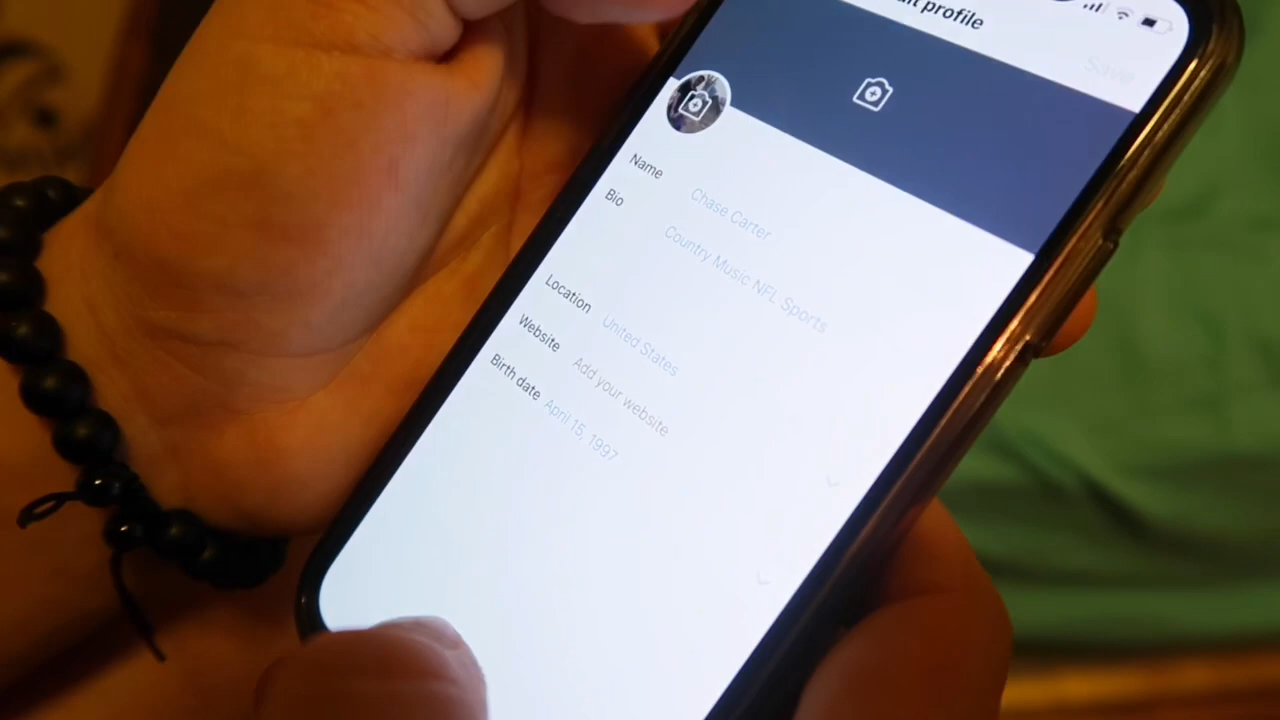 profile
Save
Name Chase Carter
Bio Country Music NFL Sports
Location United States
Website Add your website
Birth date April 15, 1997